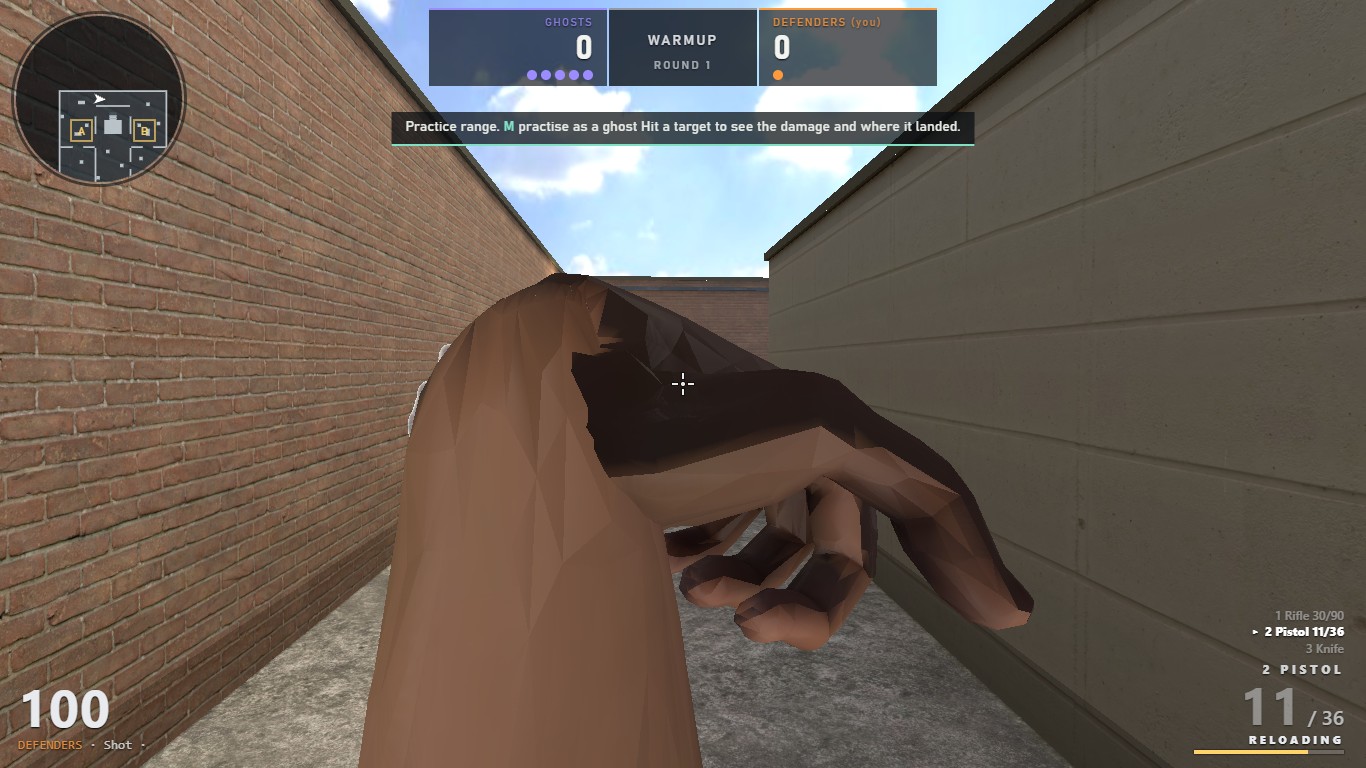 GHOSTS
0
WARMUP
ROUND 1
DEFENDERS (you)
0
A
B
Practice range. M practise as a ghost Hit a target to see the damage and where it landed.
1 Rifle 30/90
▸ 2 Pistol 11/36
3 Knife
2 PISTOL
11 / 36
RELOADING
100
DEFENDERS · Shot ·